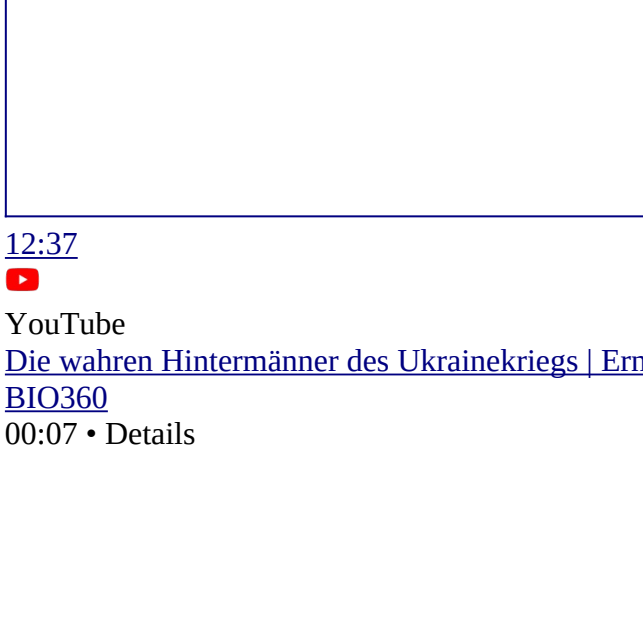 12:37
YouTube
Die wahren Hintermänner des Ukrainekriegs | Ern
BIO360
00:07 • Details